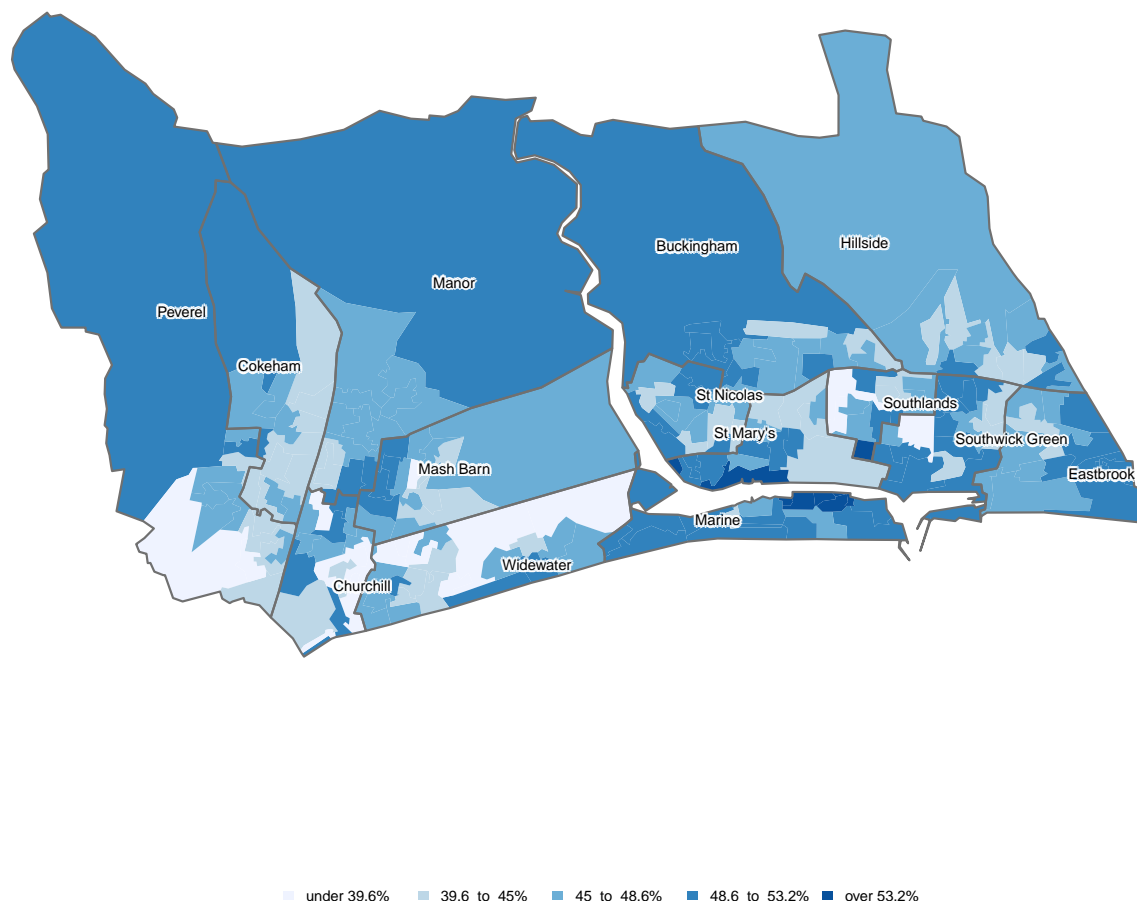 Hillside
Buckingham
Manor
Peverel
Cokeham
St Nicolas
Southlands
St Mary's
Southwick Green
Mash Barn
Eastbrook
Marine
Widewater
Churchill
under 39.6% 39.6 to 45% 45 to 48.6% 48.6 to 53.2% over 53.2%